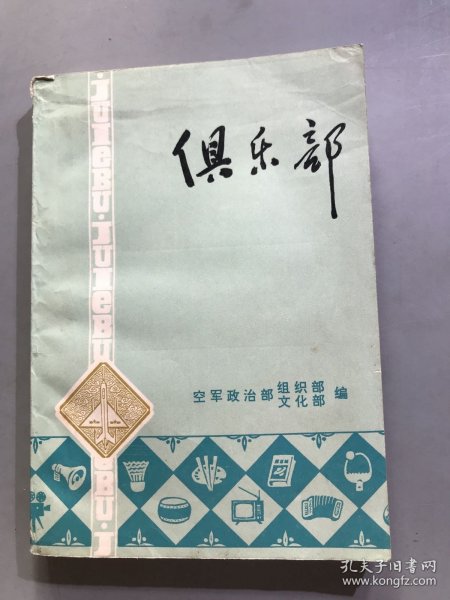 俱乐部
·JULEBU·JULEBU
BU·J
空军政治部组织部
文化部 编
孔夫子旧书网
www.kongfz.com